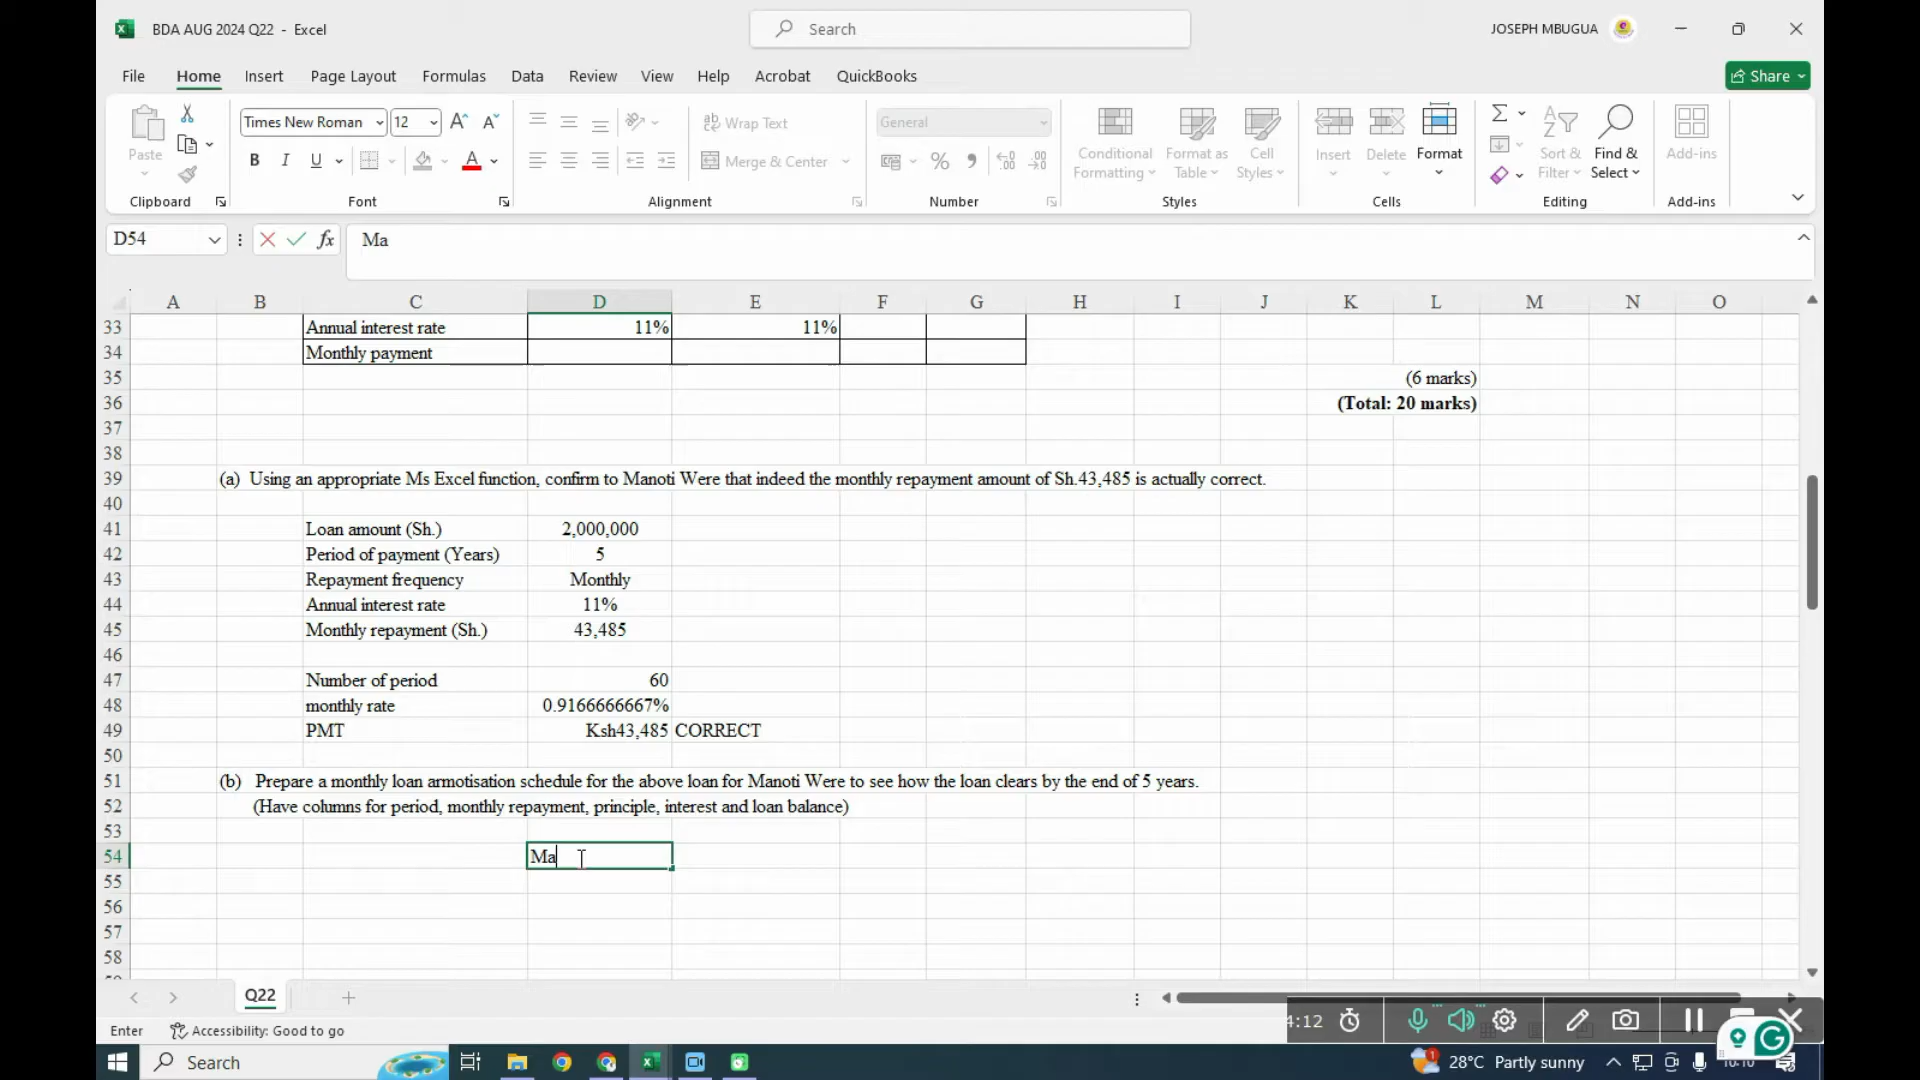 BDA AUG 2024 Q22 - Excel
Search
JOSEPH MBUGUA
File Home Insert Page Layout Formulas Data Review View Help Acrobat QuickBooks
Share
Paste
Clipboard
Times New Roman 12
B I U
Font
Wrap Text
Merge & Center
Alignment
General
Number
Conditional Formatting
Format as Table
Cell Styles
Styles
Insert
Delete
Format
Cells
Sort & Filter
Find & Select
Editing
Add-ins
Add-ins
D54 fx Ma
A B C D E F G H I J K L M N O
33 Annual interest rate 11% 11%
34 Monthly payment
35 (6 marks)
36 (Total: 20 marks)
37
38
39 (a) Using an appropriate Ms Excel function, confirm to Manoti Were that indeed the monthly repayment amount of Sh.43,485 is actually correct.
40
41 Loan amount (Sh.) 2,000,000
42 Period of payment (Years) 5
43 Repayment frequency Monthly
44 Annual interest rate 11%
45 Monthly repayment (Sh.) 43,485
46
47 Number of period 60
48 monthly rate 0.9166666667%
49 PMT Ksh43,485 CORRECT
50
51 (b) Prepare a monthly loan armotisation schedule for the above loan for Manoti Were to see how the loan clears by the end of 5 years.
52 (Have columns for period, monthly repayment, principle, interest and loan balance)
53
54 Ma
55
56
57
58
Q22
4:12
Enter Accessibility: Good to go
Search
28°C Partly sunny